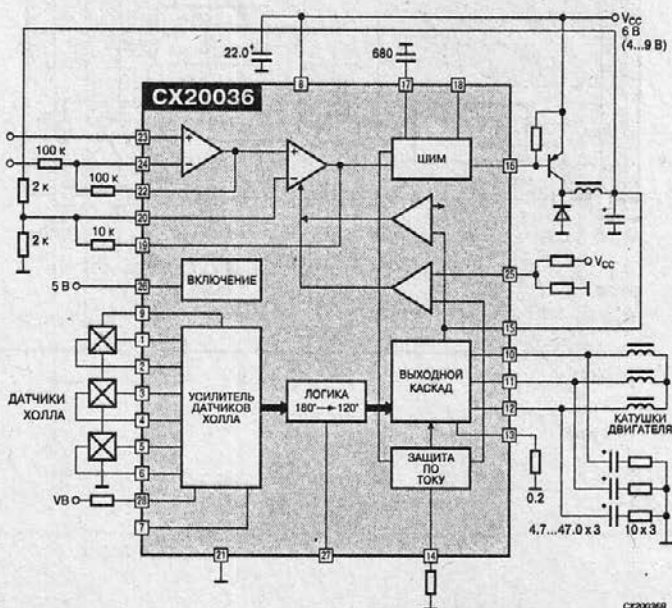 VCC
6 В
(4...9 В)
22.0
+
680
8
17
18
CX20036
23
+
100 к
24
−
ШИМ
16
100 к
22
+
−
2 к
20
2 к
10 к
19
VCC
25
5 В
26
ВКЛЮЧЕНИЕ
9
15
1
10
2
ДАТЧИКИ
ХОЛЛА
3
4
5
6
УСИЛИТЕЛЬ
ДАТЧИКОВ
ХОЛЛА
ЛОГИКА
180°→120°
ВЫХОДНОЙ
КАСКАД
11
12
КАТУШКИ
ДВИГАТЕЛЯ
13
ЗАЩИТА
ПО
ТОКУ
0.2
VB
28
7
4.7...47.0 x 3
10 x 3
21
27
14